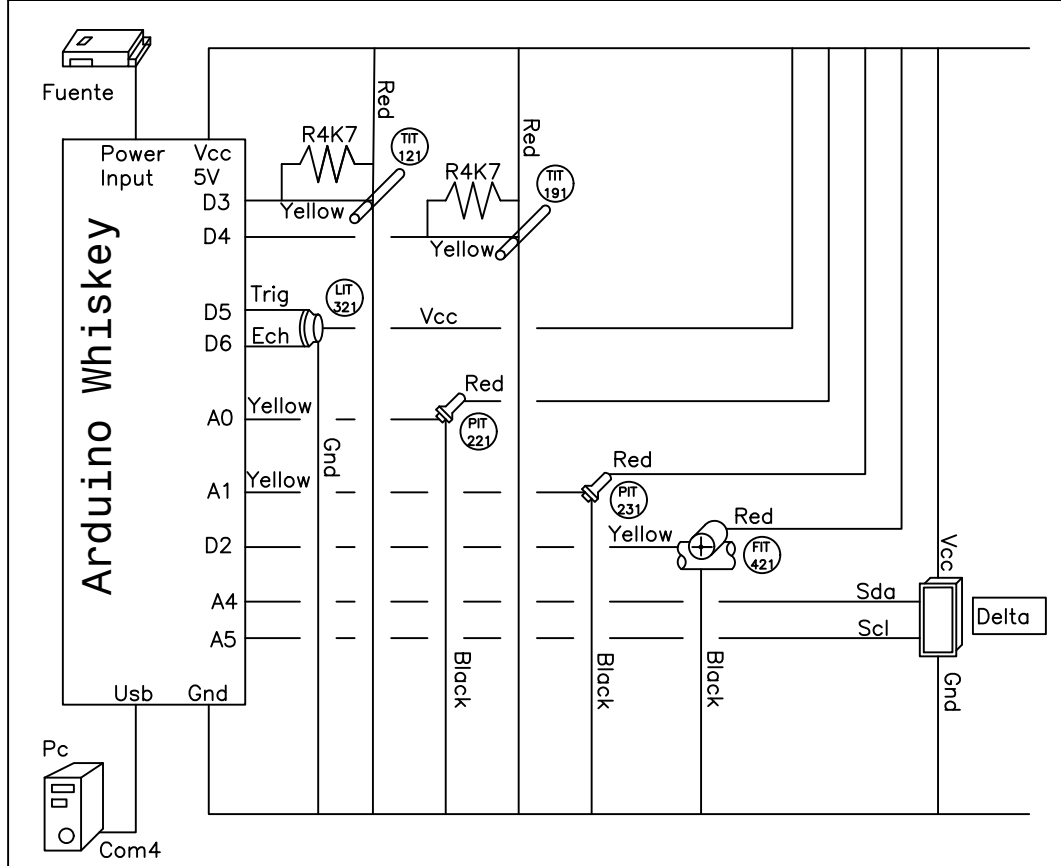 Fuente
Power Input
Vcc 5V
D3
D4
D5
D6
A0
A1
D2
A4
A5
Usb
Gnd
Arduino Whiskey
Pc
Com4
R4K7
Red
TIT 121
Yellow
R4K7
Red
TIT 191
Yellow
Trig
Ech
LIT 321
Vcc
Gnd
Yellow
Red
PIT 221
Black
Yellow
Red
PIT 231
Black
Yellow
Red
FIT 421
Black
Sda
Scl
Vcc
Delta
Gnd